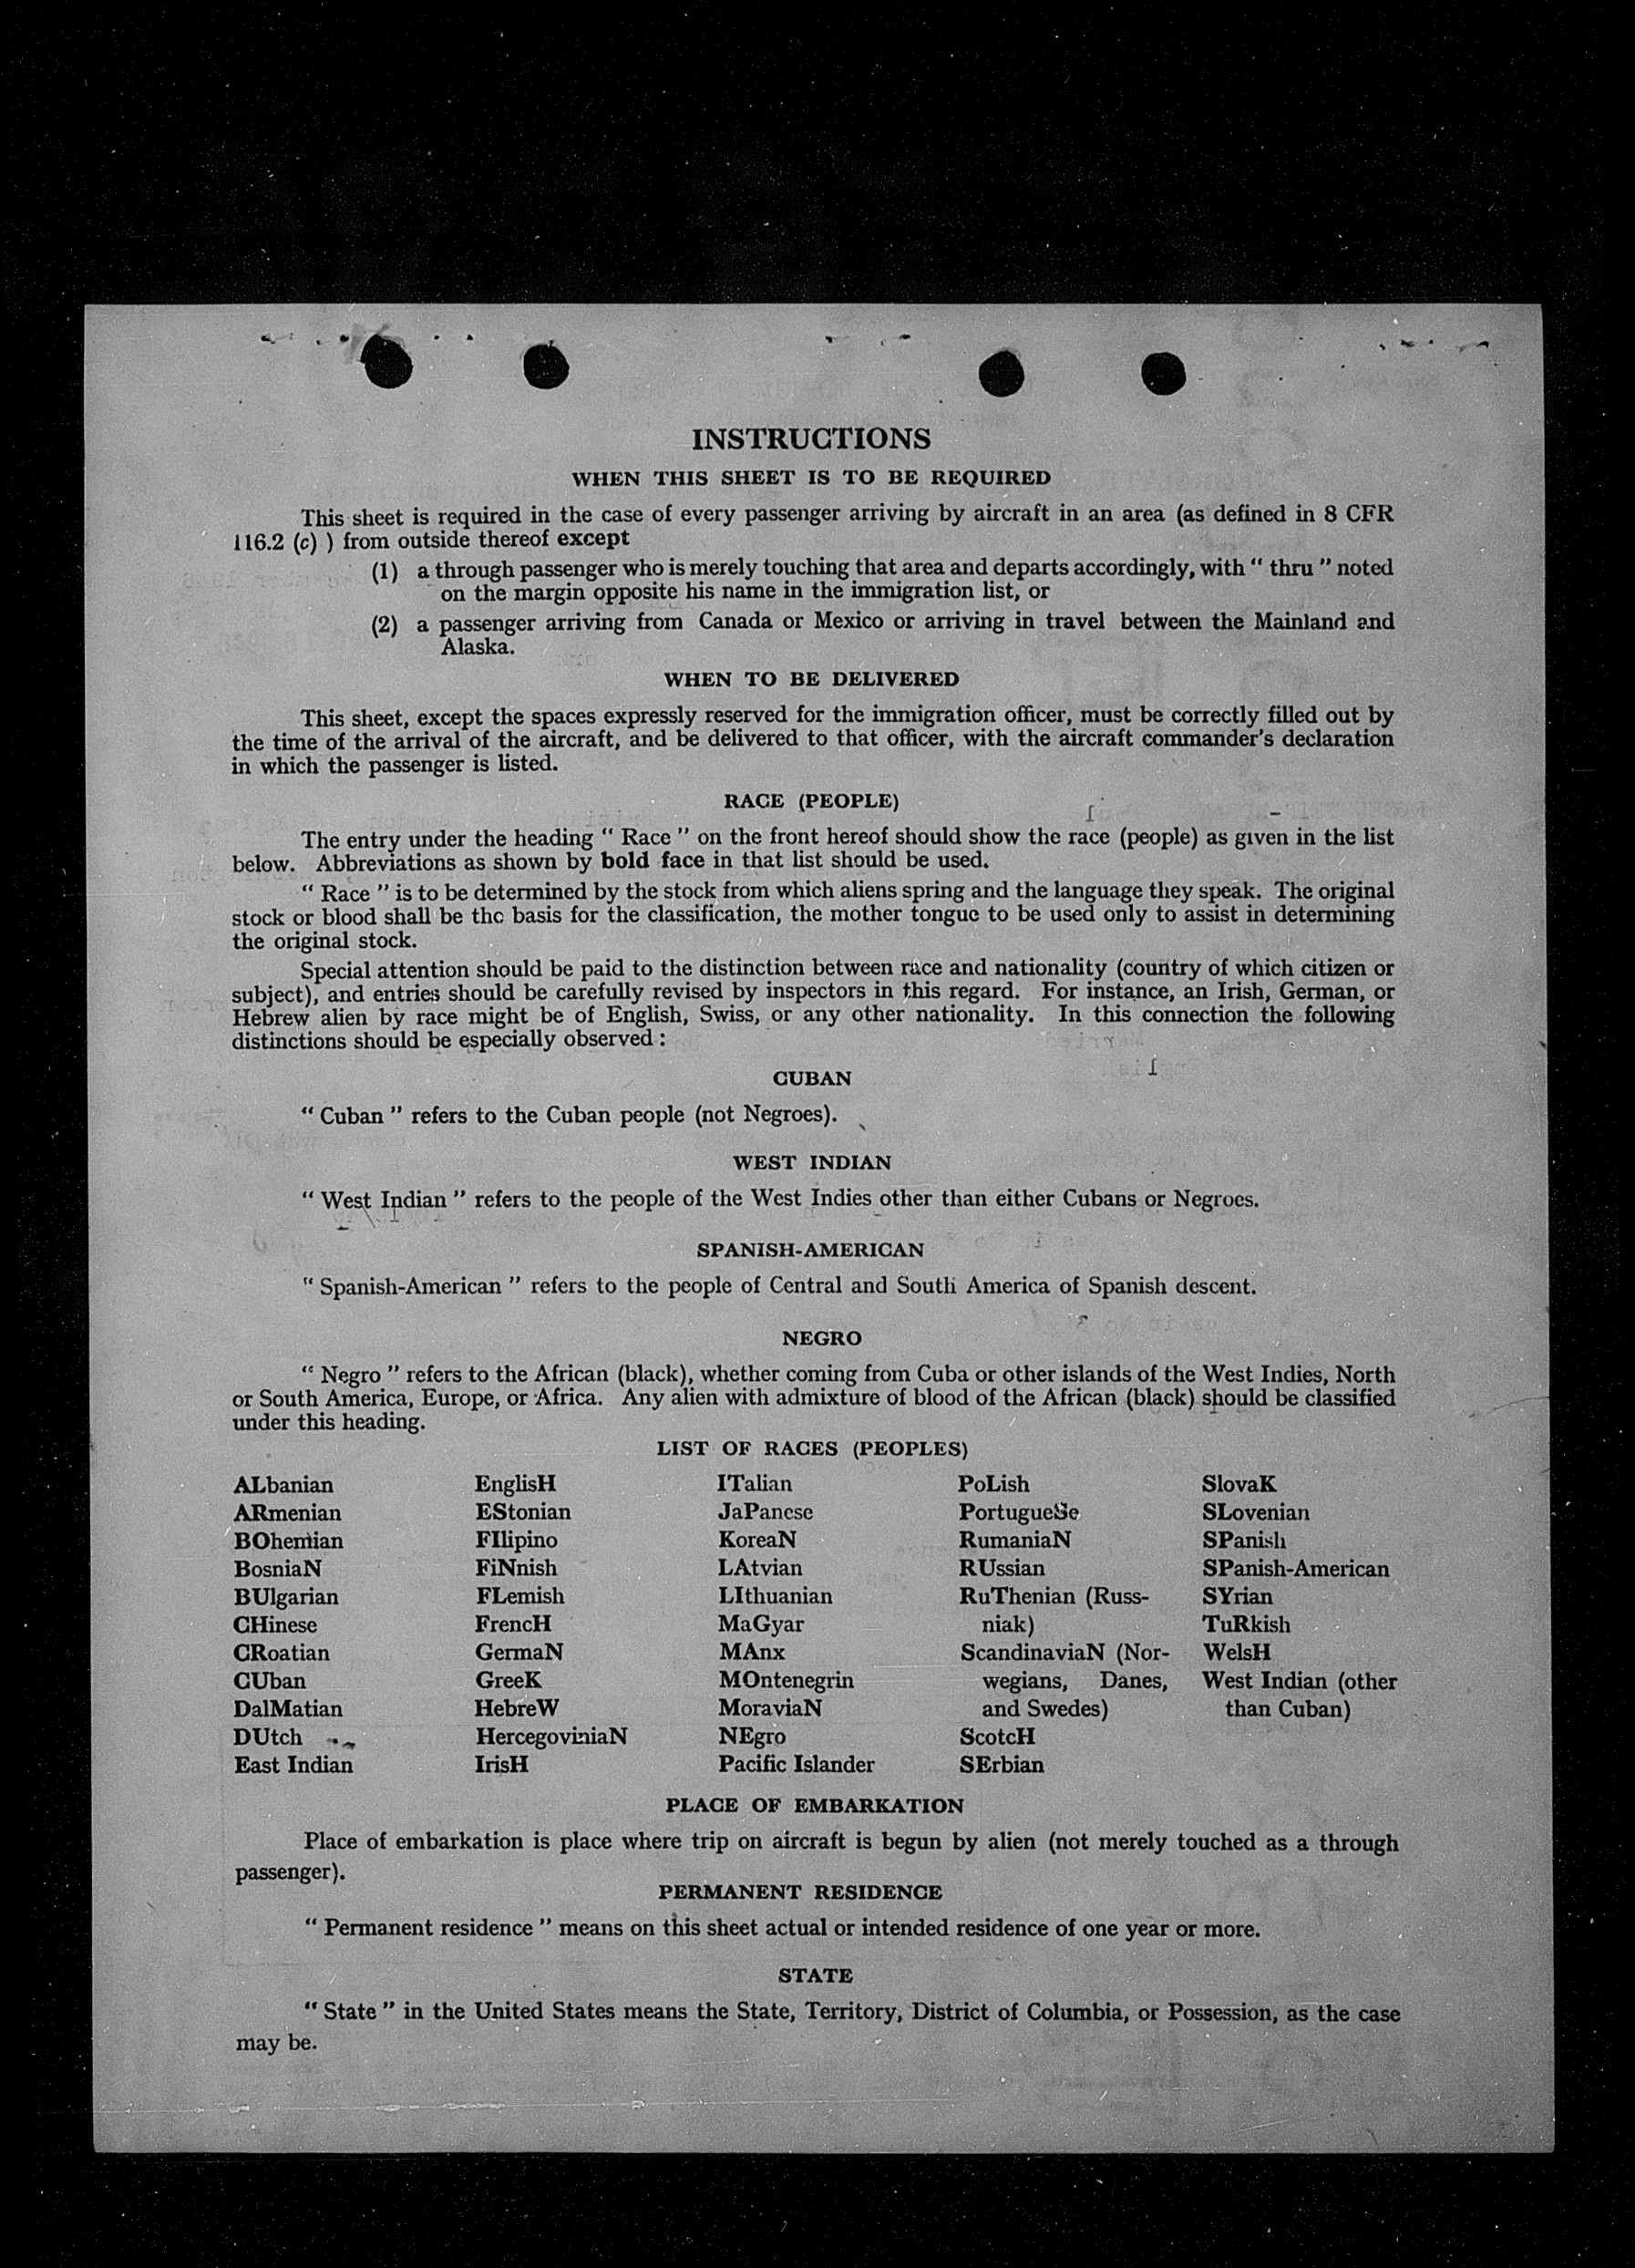 INSTRUCTIONS
WHEN THIS SHEET IS TO BE REQUIRED
This sheet is required in the case of every passenger arriving by aircraft in an area (as defined in 8 CFR
116.2 (c) ) from outside thereof except
(1) a through passenger who is merely touching that area and departs accordingly, with “ thru ” noted
on the margin opposite his name in the immigration list, or
(2) a passenger arriving from Canada or Mexico or arriving in travel between the Mainland and
Alaska.
WHEN TO BE DELIVERED
This sheet, except the spaces expressly reserved for the immigration officer, must be correctly filled out by
the time of the arrival of the aircraft, and be delivered to that officer, with the aircraft commander’s declaration
in which the passenger is listed.
RACE (PEOPLE)
The entry under the heading “ Race ” on the front hereof should show the race (people) as given in the list
below. Abbreviations as shown by bold face in that list should be used.
“ Race ” is to be determined by the stock from which aliens spring and the language they speak. The original
stock or blood shall be the basis for the classification, the mother tongue to be used only to assist in determining
the original stock.
Special attention should be paid to the distinction between race and nationality (country of which citizen or
subject), and entries should be carefully revised by inspectors in this regard. For instance, an Irish, German, or
Hebrew alien by race might be of English, Swiss, or any other nationality. In this connection the following
distinctions should be especially observed :
CUBAN
“ Cuban ” refers to the Cuban people (not Negroes).
WEST INDIAN
“ West Indian ” refers to the people of the West Indies other than either Cubans or Negroes.
SPANISH-AMERICAN
“ Spanish-American ” refers to the people of Central and South America of Spanish descent.
NEGRO
“ Negro ” refers to the African (black), whether coming from Cuba or other islands of the West Indies, North
or South America, Europe, or Africa. Any alien with admixture of blood of the African (black) should be classified
under this heading.
LIST OF RACES (PEOPLES)
ALbanian
ARmenian
BOhemian
BosniaN
BUlgarian
CHinese
CRoatian
CUban
DalMatian
DUtch
East Indian
EnglisH
EStonian
FIlipino
FiNnish
FLemish
FrencH
GermaN
GreeK
HebreW
HercegoviniaN
IrisH
ITalian
JaPanese
KoreaN
LAtvian
LIthuanian
MaGyar
MAnx
MOntenegrin
MoraviaN
NEgro
Pacific Islander
PoLish
PortugueSe
RumaniaN
RUssian
RuThenian (Russ-
niak)
ScandinaviaN (Nor-
wegians, Danes,
and Swedes)
ScotcH
SErbian
SlovaK
SLovenian
SPanish
SPanish-American
SYrian
TuRkish
WelsH
West Indian (other
than Cuban)
PLACE OF EMBARKATION
Place of embarkation is place where trip on aircraft is begun by alien (not merely touched as a through
passenger).
PERMANENT RESIDENCE
“ Permanent residence ” means on this sheet actual or intended residence of one year or more.
STATE
“ State ” in the United States means the State, Territory, District of Columbia, or Possession, as the case
may be.